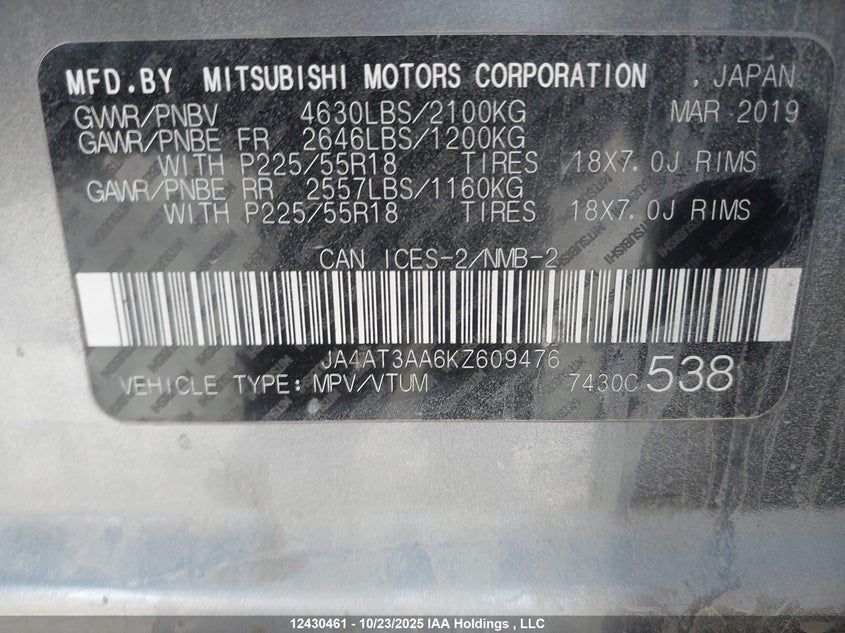 MFD.BY MITSUBISHI MOTORS CORPORATION , JAPAN
GVWR/PNBV 4630LBS/2100KG MAR 2019
GAWR/PNBE FR 2646LBS/1200KG
WITH P225/55R18 TIRES 18X7.0J RIMS
GAWR/PNBE RR 2557LBS/1160KG
WITH P225/55R18 TIRES 18X7.0J RIMS
CAN ICES-2/NMB-2
JA4AT3AA6KZ609476
VEHICLE TYPE:MPV/VTUM 7430C 538
12430461 - 10/23/2025 IAA Holdings , LLC